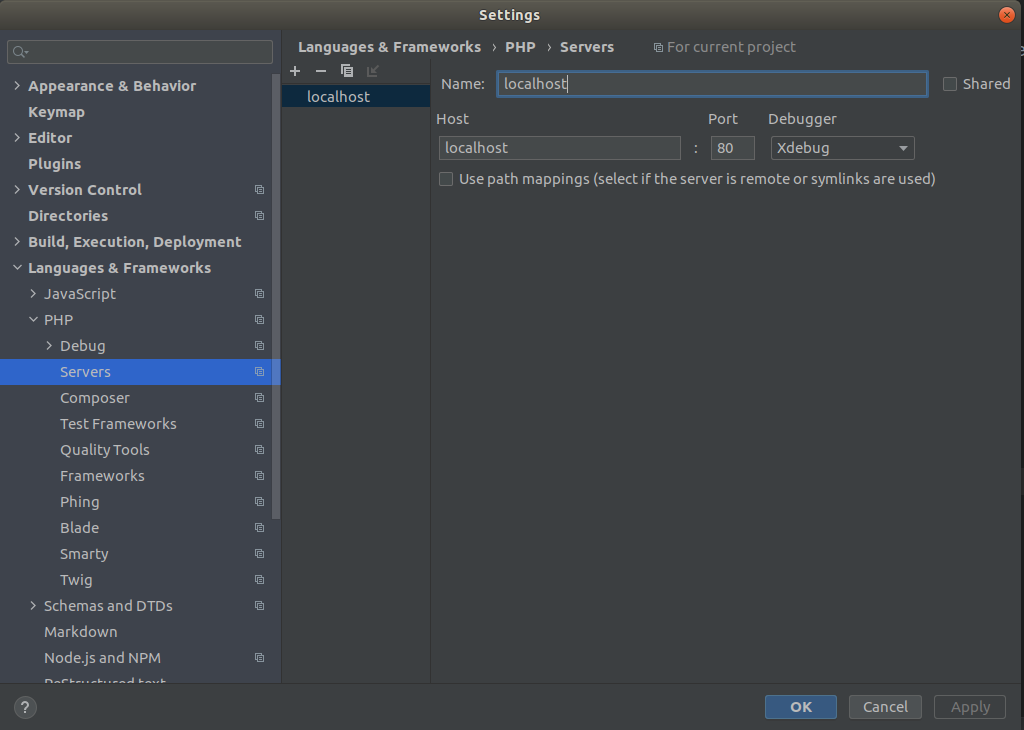 Settings
Appearance & Behavior
Keymap
Editor
Plugins
Version Control
Directories
Build, Execution, Deployment
Languages & Frameworks
JavaScript
PHP
Debug
Servers
Composer
Test Frameworks
Quality Tools
Frameworks
Phing
Blade
Smarty
Twig
Schemas and DTDs
Markdown
Node.js and NPM
ReStructured text
Languages & Frameworks › PHP › Servers For current project
localhost
Name: localhost Shared
Host Port Debugger
localhost : 80 Xdebug
Use path mappings (select if the server is remote or symlinks are used)
? OK Cancel Apply